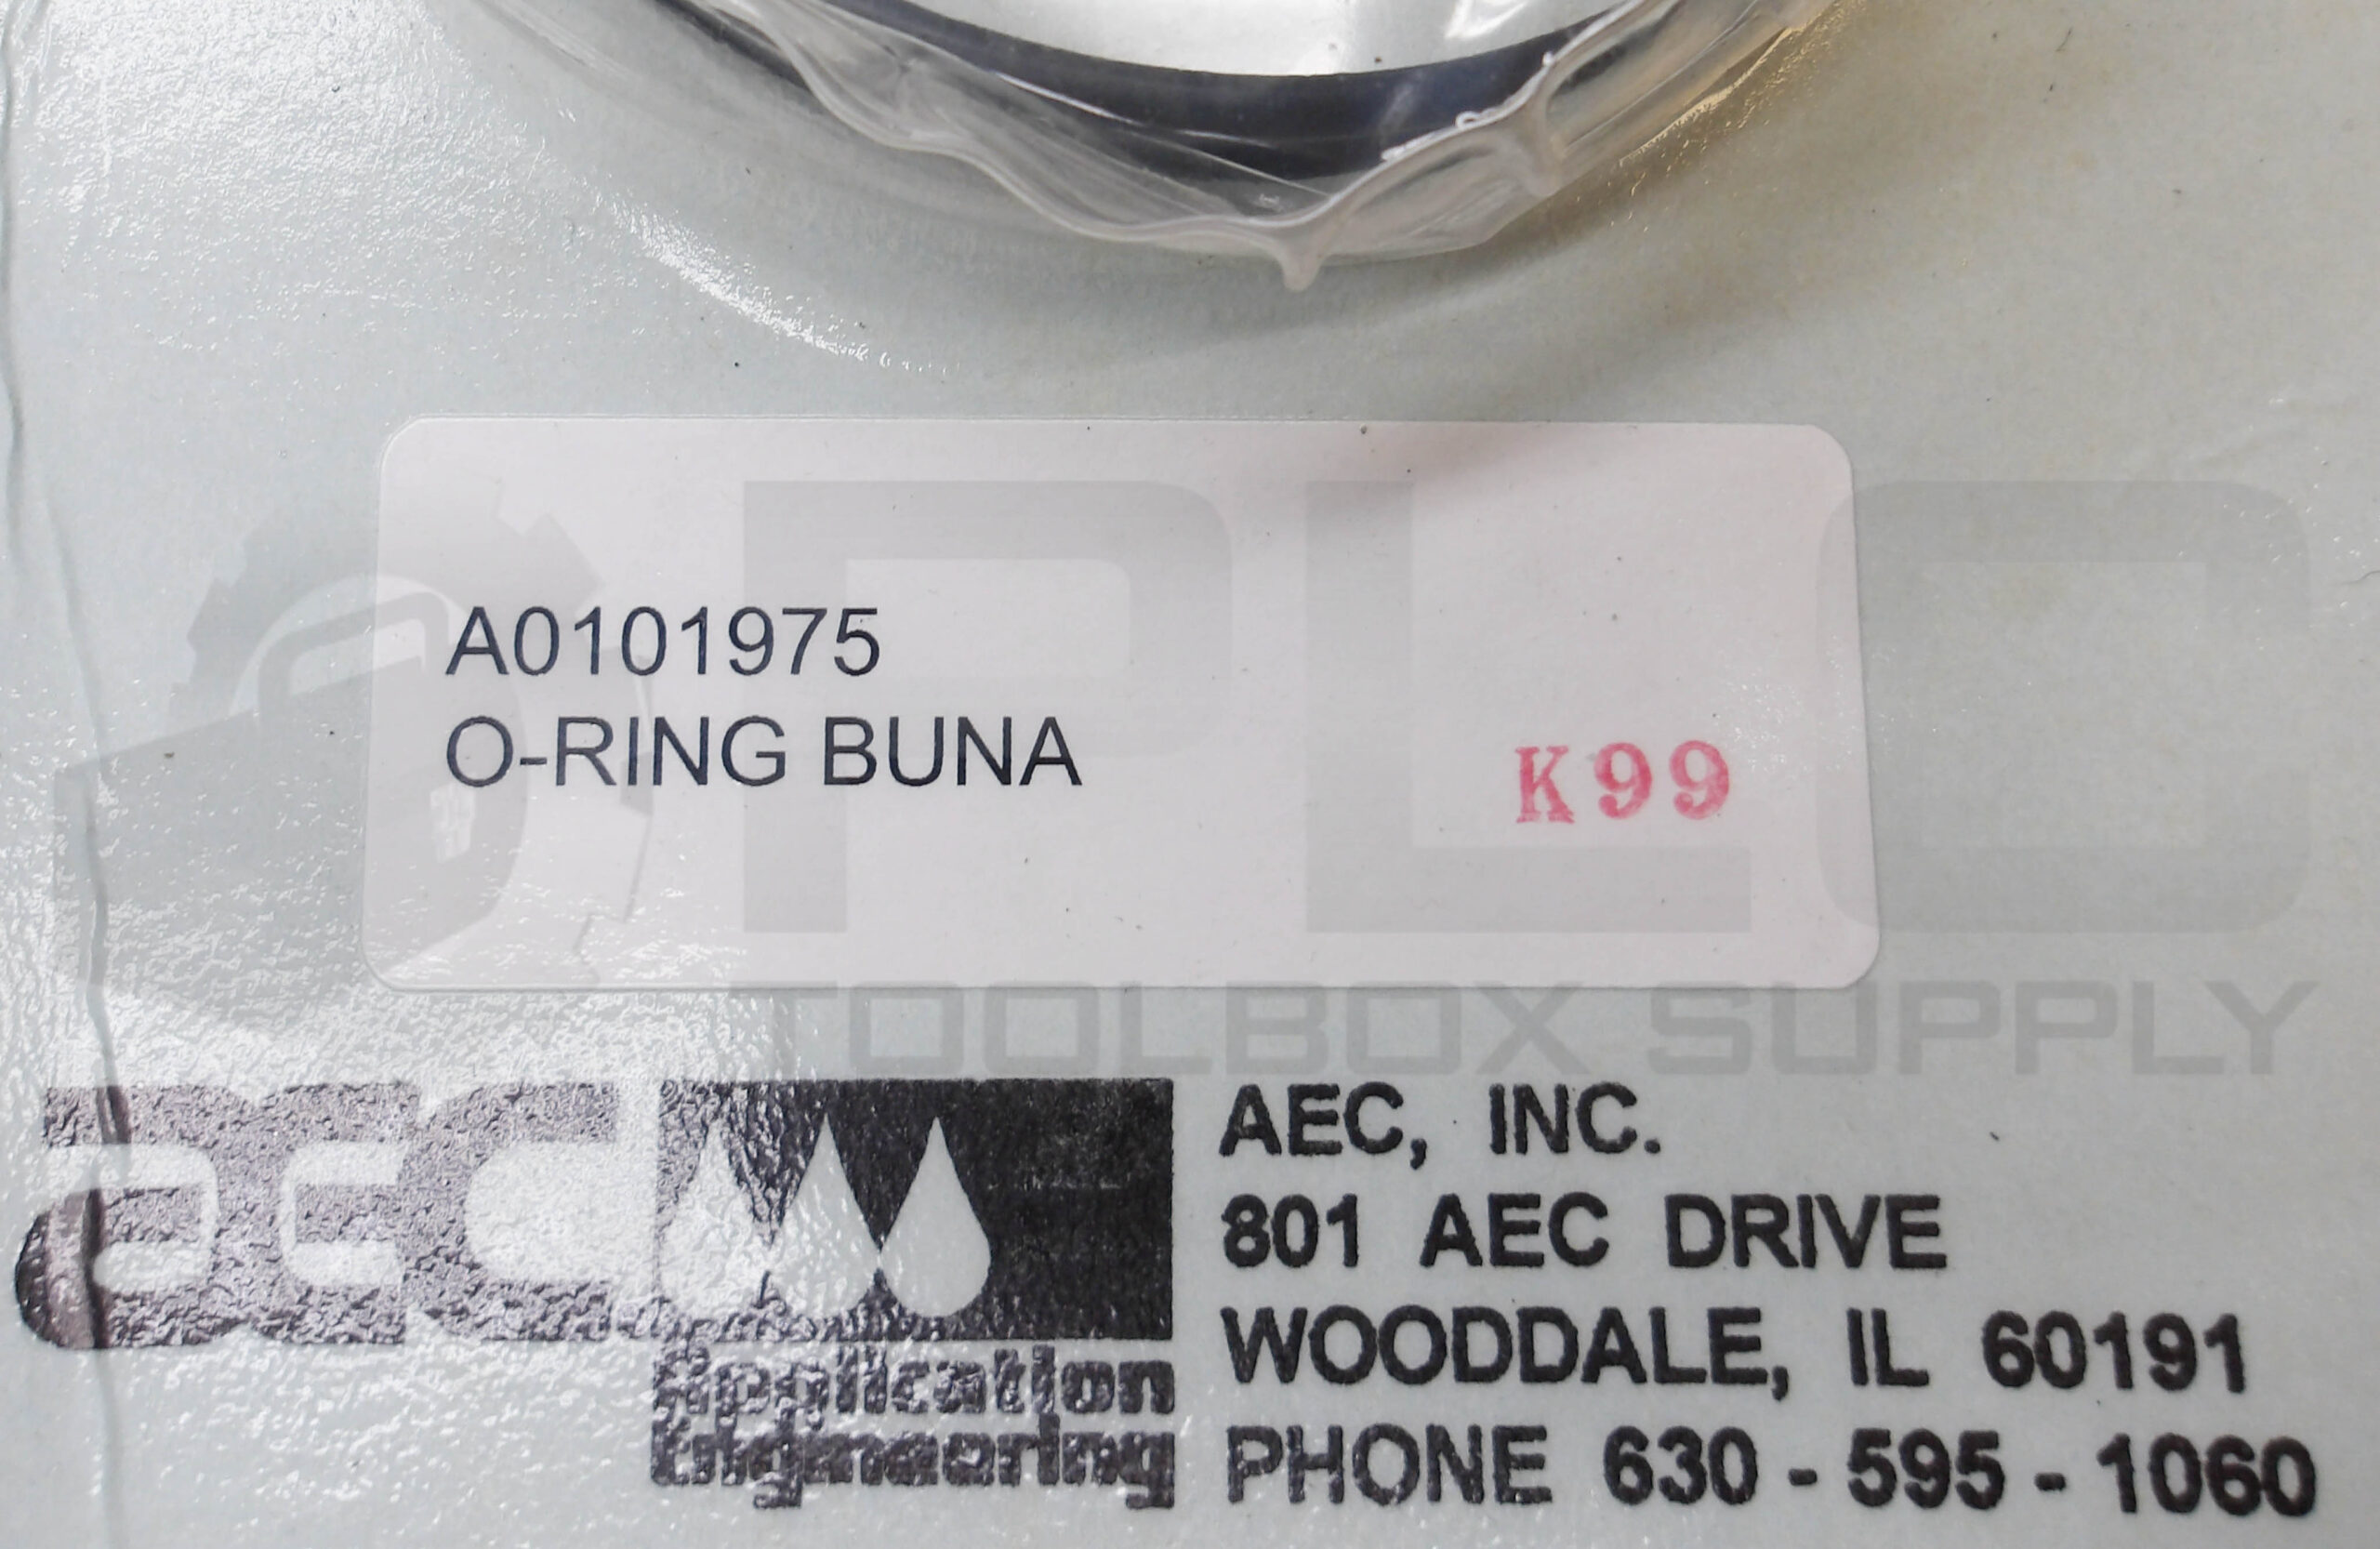 A0101975
O-RING BUNA
K99
PLC
TOOLBOX SUPPLY
aec
Application
Engineering
AEC, INC.
801 AEC DRIVE
WOODDALE, IL 60191
PHONE 630 - 595 - 1060